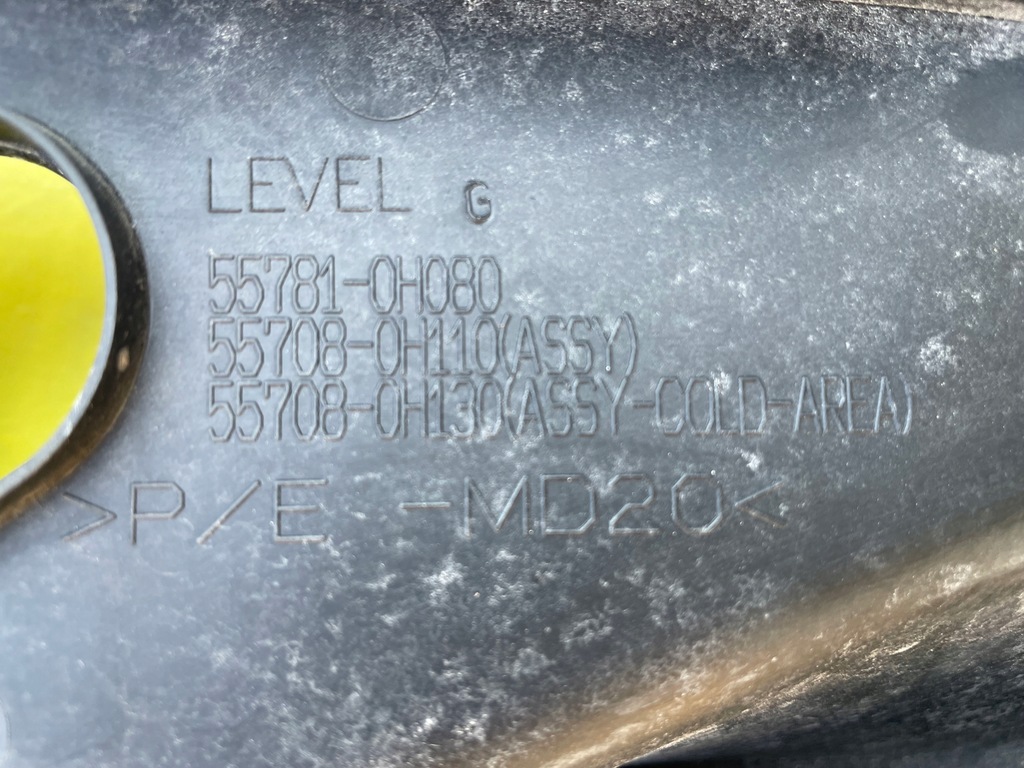 LEVEL G
55781-0H080
55708-0H110(ASSY)
55708-0H130(ASSY-COLD-AREA)
>P/E -MD20<